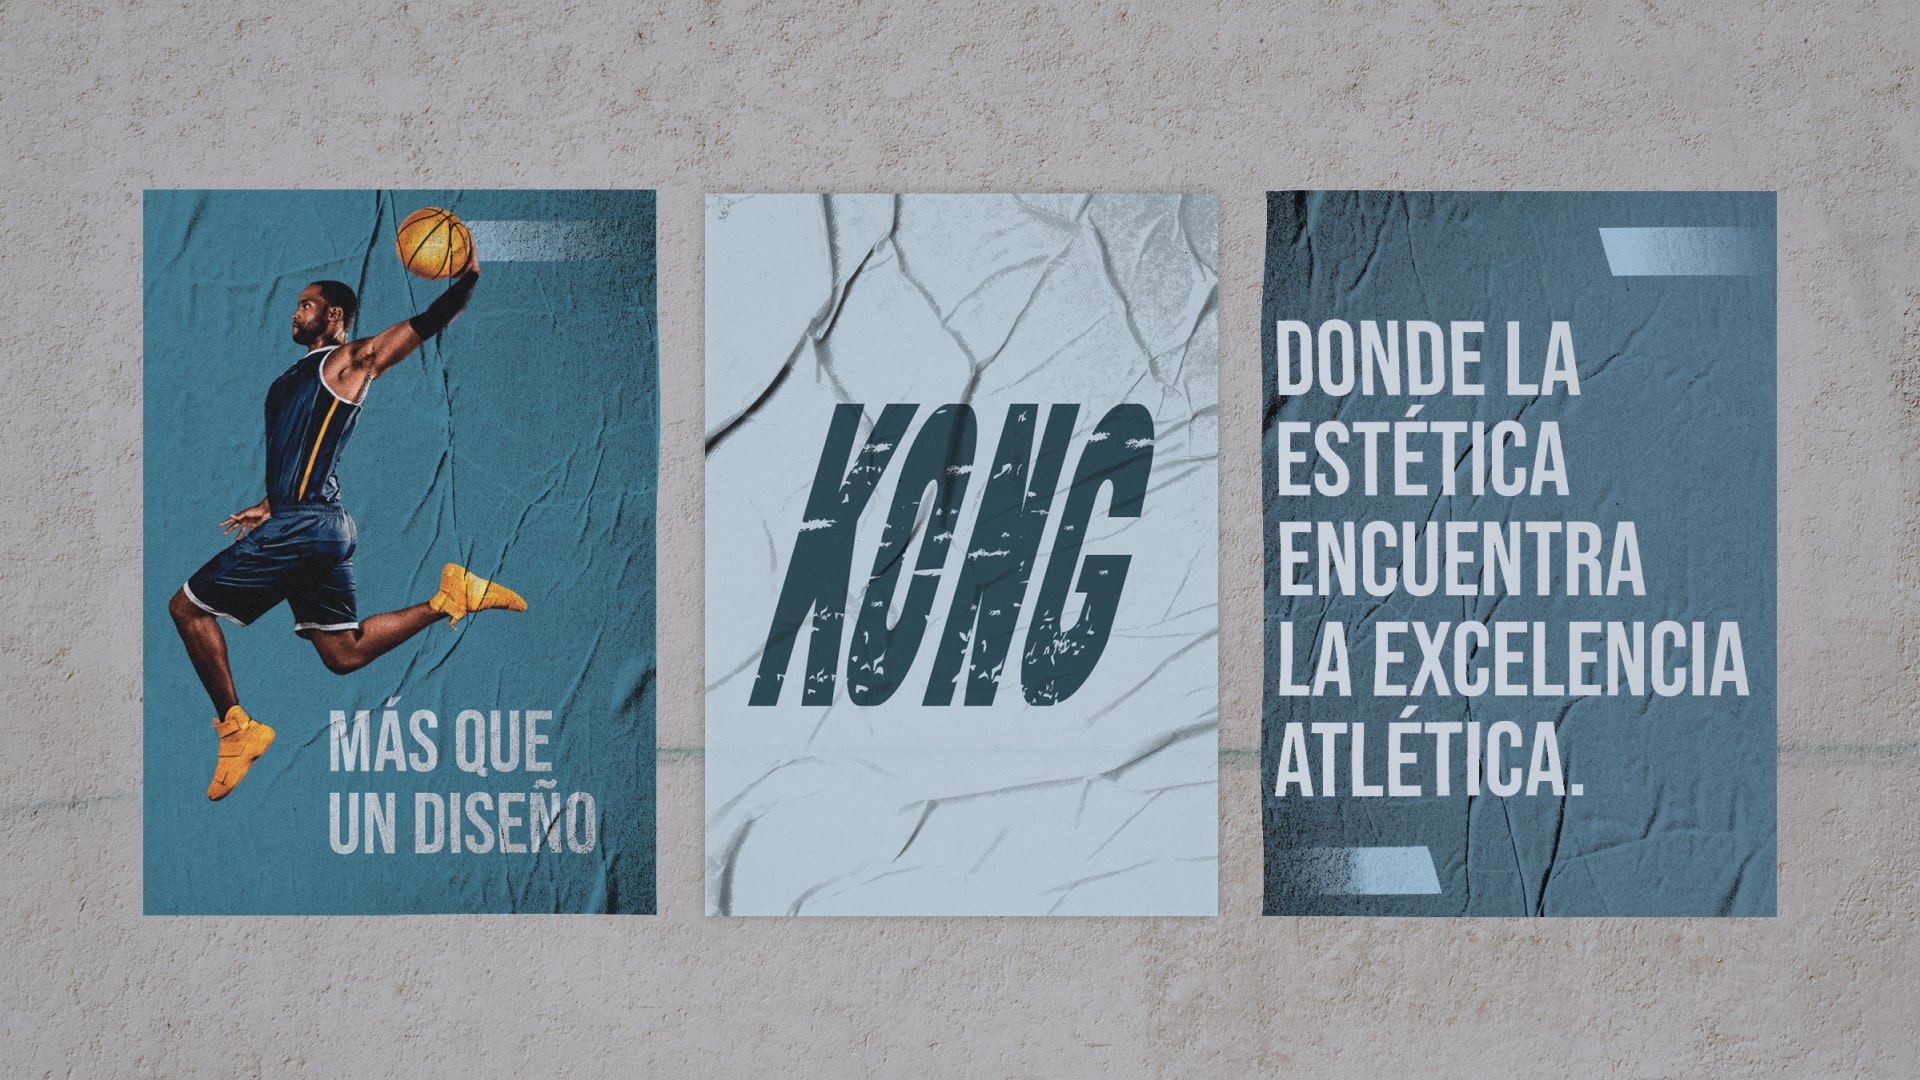 MÁS QUE
UN DISEÑO
KONG
DONDE LA
ESTÉTICA
ENCUENTRA
LA EXCELENCIA
ATLÉTICA.